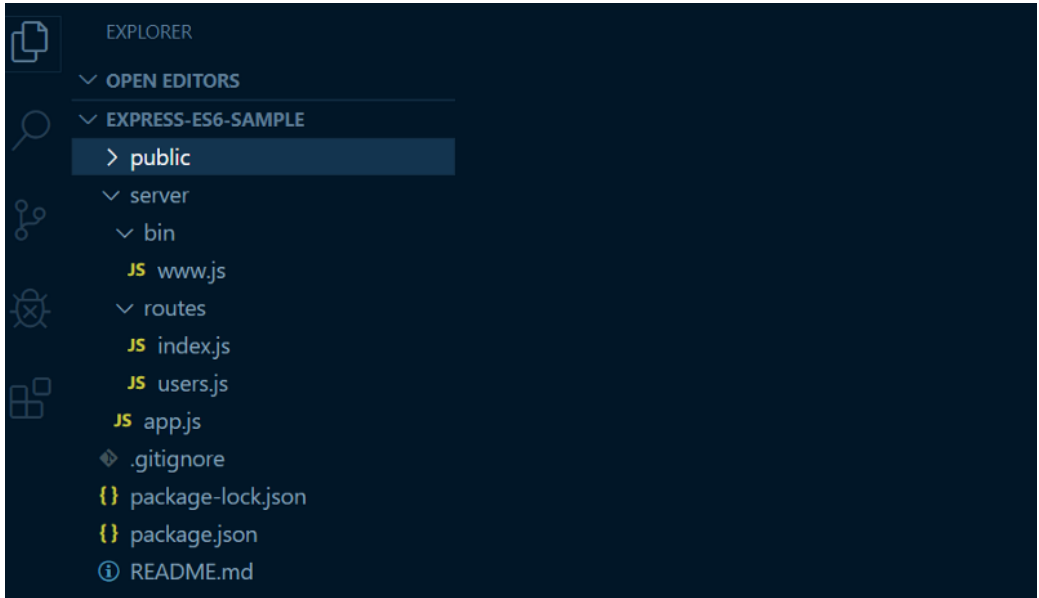 EXPLORER
OPEN EDITORS
EXPRESS-ES6-SAMPLE
public
server
bin
JS www.js
routes
JS index.js
JS users.js
JS app.js
.gitignore
{} package-lock.json
{} package.json
README.md